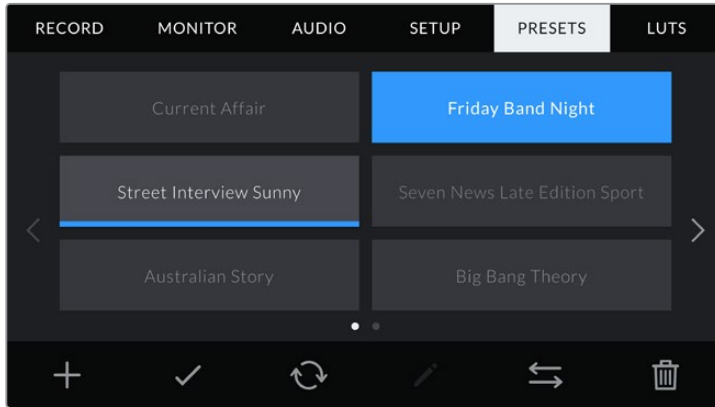 RECORD MONITOR AUDIO SETUP PRESETS LUTS
Current Affair Friday Band Night
Street Interview Sunny Seven News Late Edition Sport
Australian Story Big Bang Theory